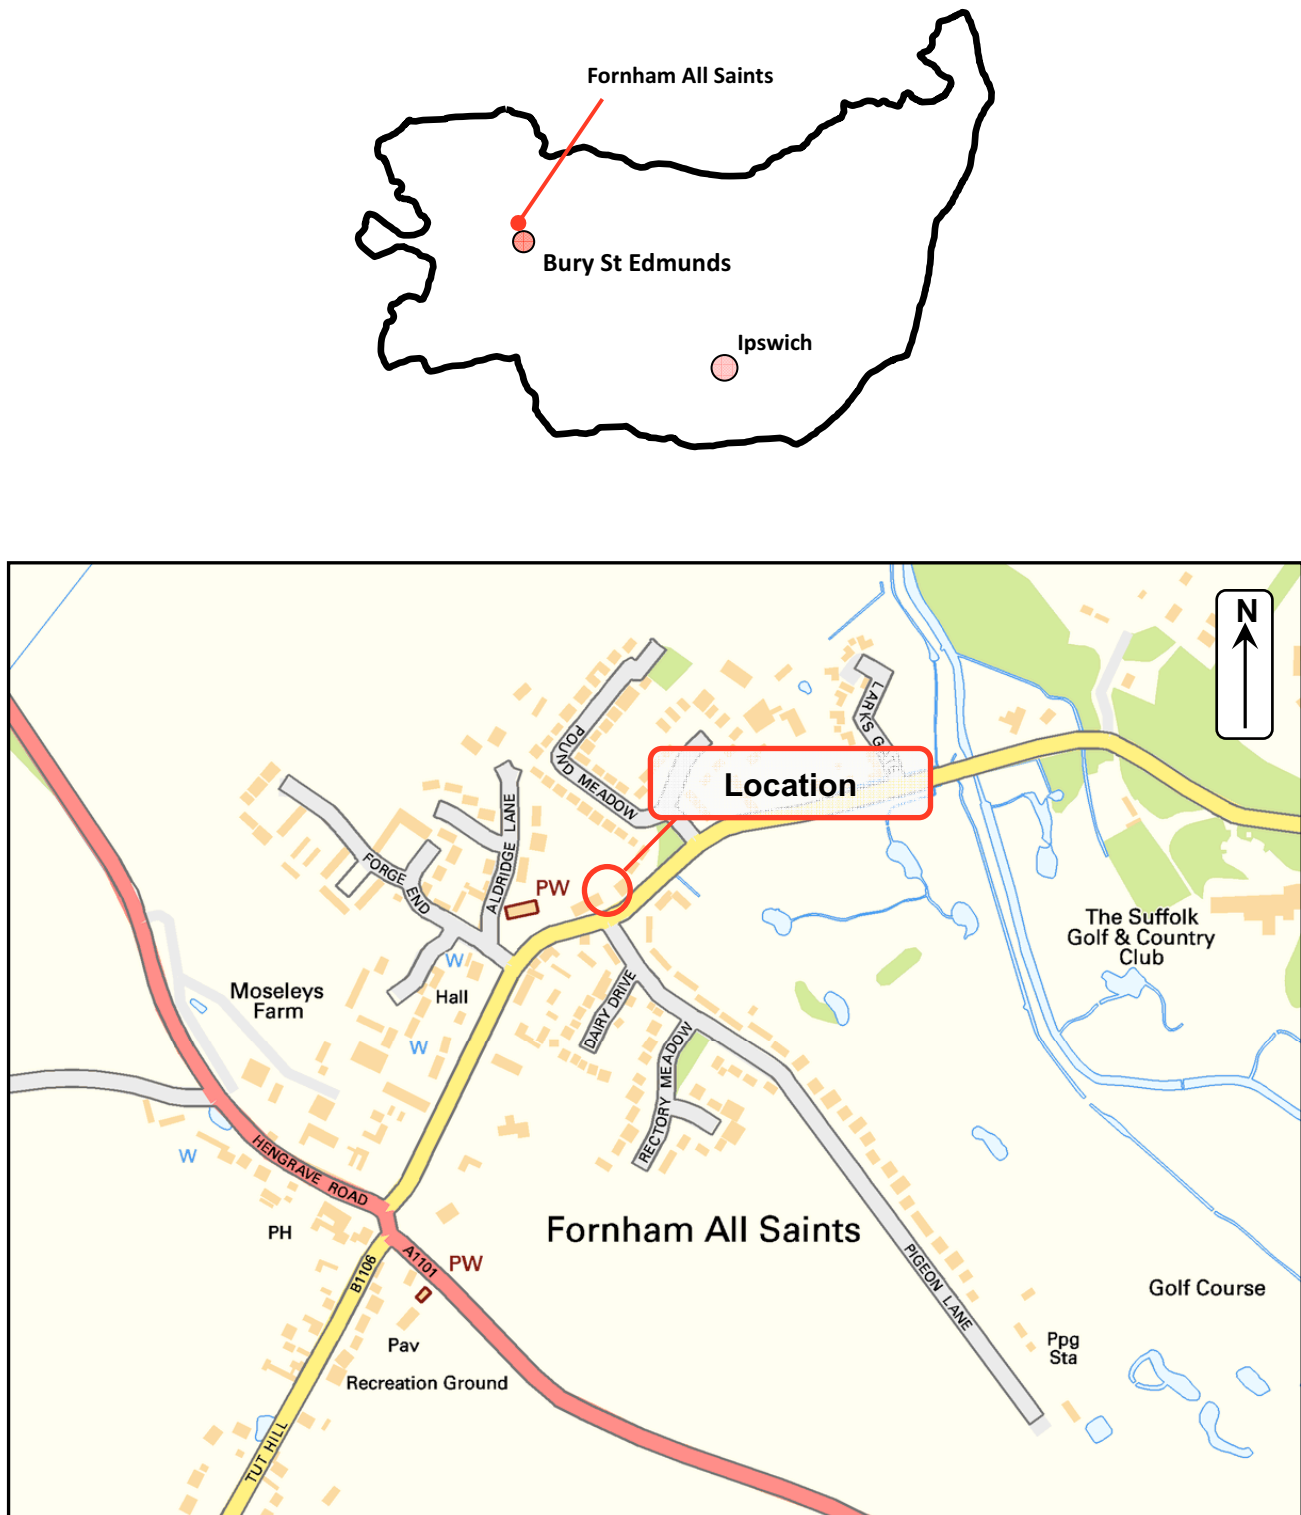 Fornham All Saints
Bury St Edmunds
Ipswich
N
LARKS GATE
POUND MEADOW
Location
ALDRIDGE LANE
FORGE END
PW
The Suffolk
Golf & Country
Club
W
Moseleys
Farm
Hall
DAIRY DRIVE
W
RECTORY MEADOW
W
HENGRAVE ROAD
PH
Fornham All Saints
B1106
A1101
PW
PIGEON LANE
Golf Course
Pav
Ppg
Sta
Recreation Ground
TUT HILL